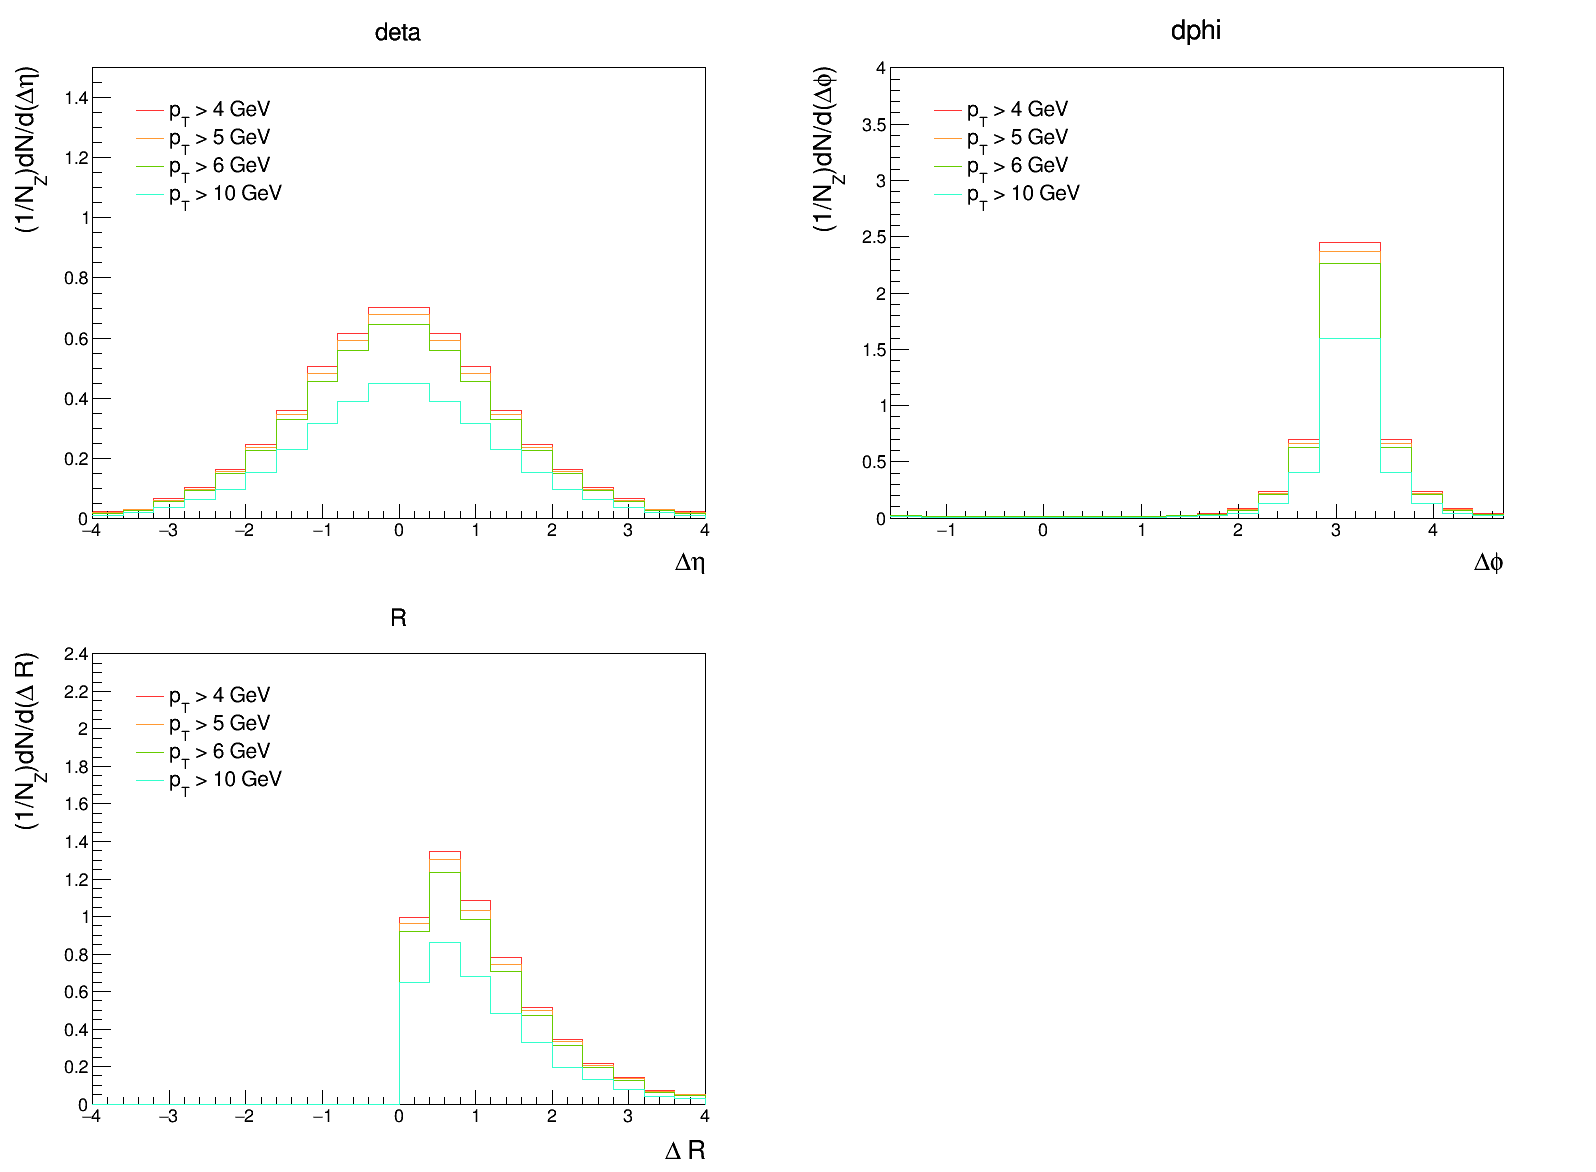 deta
(1/N_Z)dN/d(Δη)
p_T > 4 GeV
p_T > 5 GeV
p_T > 6 GeV
p_T > 10 GeV
1.4
1.2
1
0.8
0.6
0.4
0.2
0
−4 −3 −2 −1 0 1 2 3 4
Δη
dphi
(1/N_Z)dN/d(Δϕ)
p_T > 4 GeV
p_T > 5 GeV
p_T > 6 GeV
p_T > 10 GeV
4
3.5
3
2.5
2
1.5
1
0.5
0
−1 0 1 2 3 4
Δϕ
R
(1/N_Z)dN/d(Δ R)
p_T > 4 GeV
p_T > 5 GeV
p_T > 6 GeV
p_T > 10 GeV
2.4
2.2
2
1.8
1.6
1.4
1.2
1
0.8
0.6
0.4
0.2
0
−4 −3 −2 −1 0 1 2 3 4
Δ R